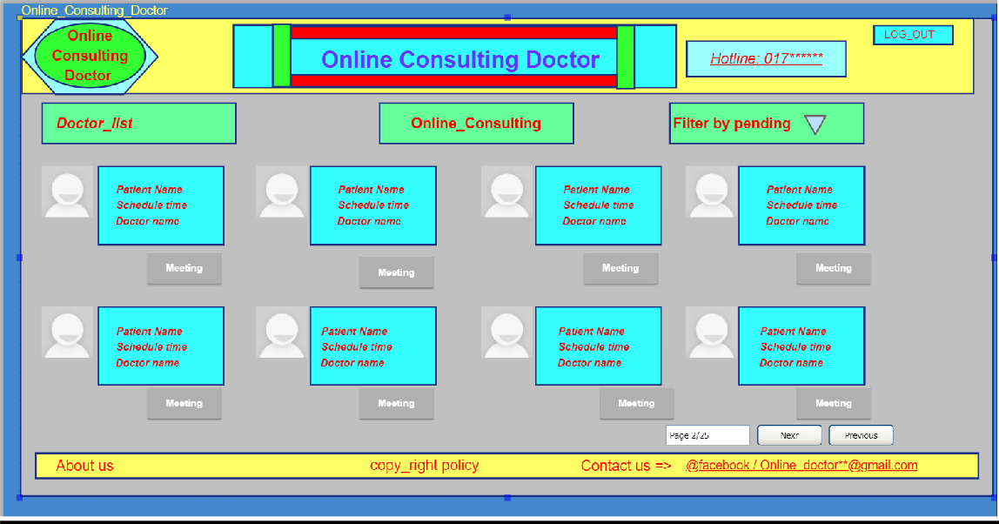 Online_Consulting_Doctor
Online
Consulting
Doctor
Online Consulting Doctor
Hotline: 017******
LOG_OUT
Doctor_list
Online_Consulting
Filter by pending
Patient Name
Schedule time
Doctor name
Patient Name
Schedule time
Doctor name
Patient Name
Schedule time
Doctor name
Patient Name
Schedule time
Doctor name
Meeting
Meeting
Meeting
Meeting
Patient Name
Schedule time
Doctor name
Patient Name
Schedule time
Doctor name
Patient Name
Schedule time
Doctor name
Patient Name
Schedule time
Doctor name
Meeting
Meeting
Meeting
Meeting
Page 2/25
Nexr
Previous
About us
copy_right policy
Contact us => @facebook / Online_doctor**@gmail.com